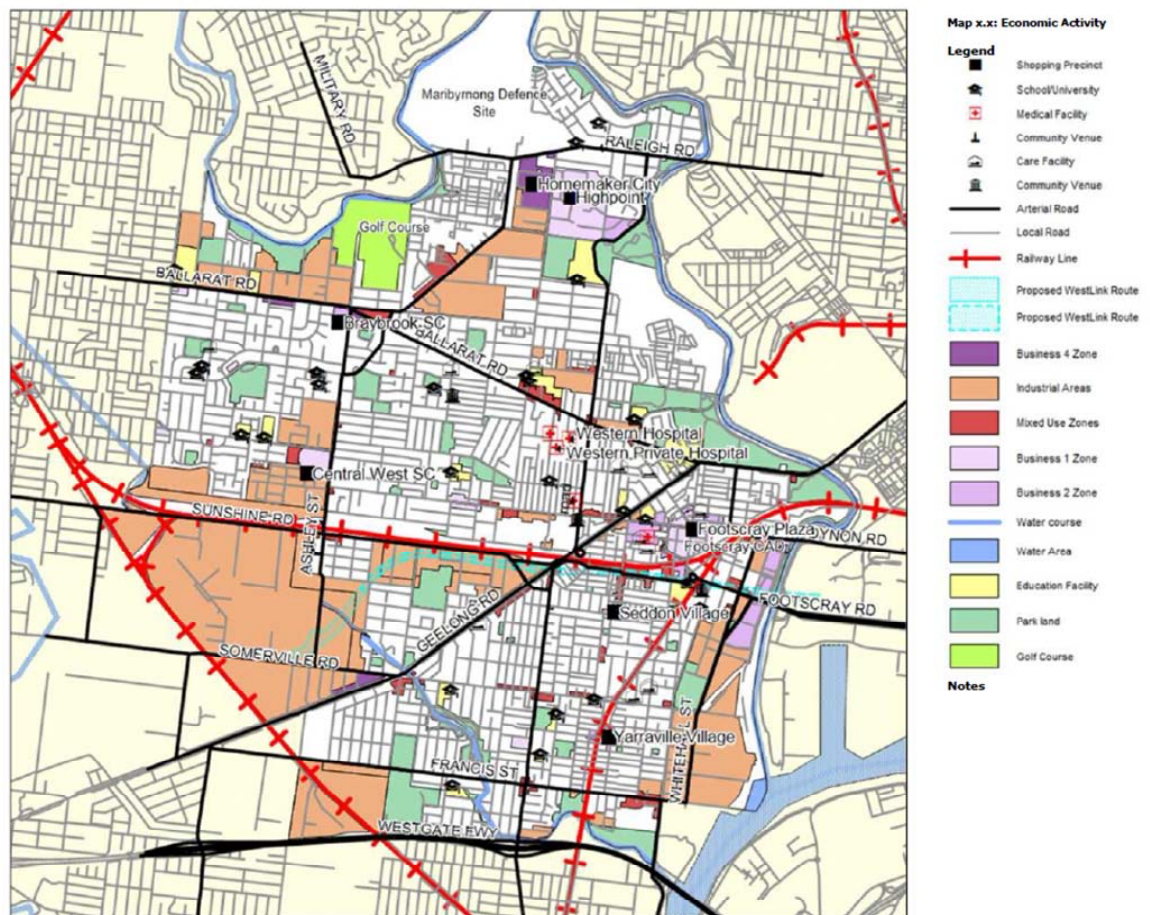 Map x.x: Economic Activity
Legend
Shopping Precinct
School/University
Medical Facility
Community Venue
Care Facility
Community Venue
Arterial Road
Local Road
Railway Line
Proposed WestLink Route
Proposed WestLink Route
Business 4 Zone
Industrial Areas
Mixed Use Zones
Business 1 Zone
Business 2 Zone
Water course
Water Area
Education Facility
Park land
Golf Course
Notes
MILITARY RD
Maribyrnong Defence
Site
RALEIGH RD
Homemaker City
Highpoint
Golf Course
BALLARAT RD
Braybrook SC
BALLARAT RD
Western Hospital
Western Private Hospital
Central West SC
SUNSHINE RD
ASHLEY ST
Footscray Plaza
YNON RD
Footscray CAD
FOOTSCRAY RD
Seddon Village
GEELONG RD
SOMERVILLE RD
WHITEHALL ST
Yarraville Village
FRANCIS ST
WESTGATE FWY